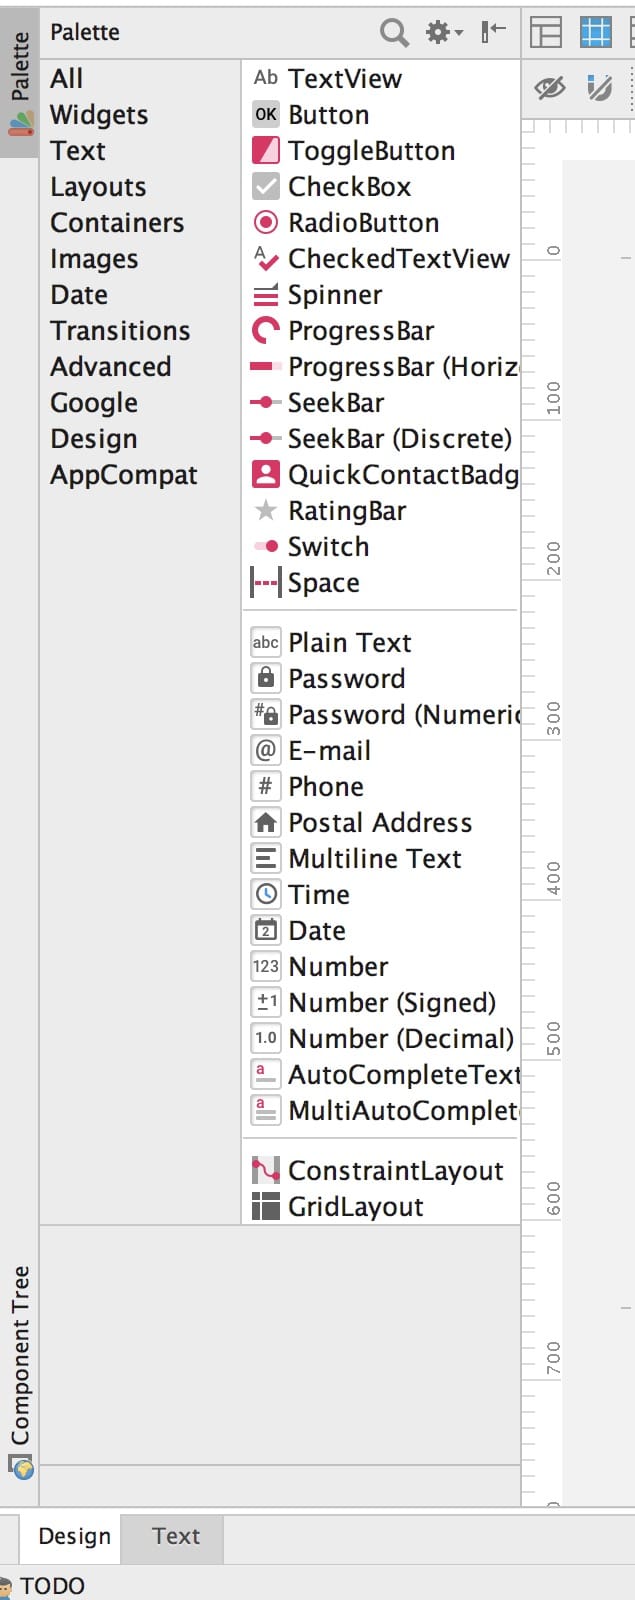 Palette
Palette
All
Widgets
Text
Layouts
Containers
Images
Date
Transitions
Advanced
Google
Design
AppCompat
Ab TextView
OK Button
ToggleButton
CheckBox
RadioButton
A CheckedTextView
Spinner
ProgressBar
ProgressBar (Horiz
SeekBar
SeekBar (Discrete)
QuickContactBadg
RatingBar
Switch
Space
abc Plain Text
Password
# Password (Numeric
@ E-mail
# Phone
Postal Address
Multiline Text
Time
2 Date
123 Number
±1 Number (Signed)
1.0 Number (Decimal)
a AutoCompleteText
a MultiAutoComplet
ConstraintLayout
GridLayout
0
100
200
300
400
500
600
700
Component Tree
Design Text
TODO